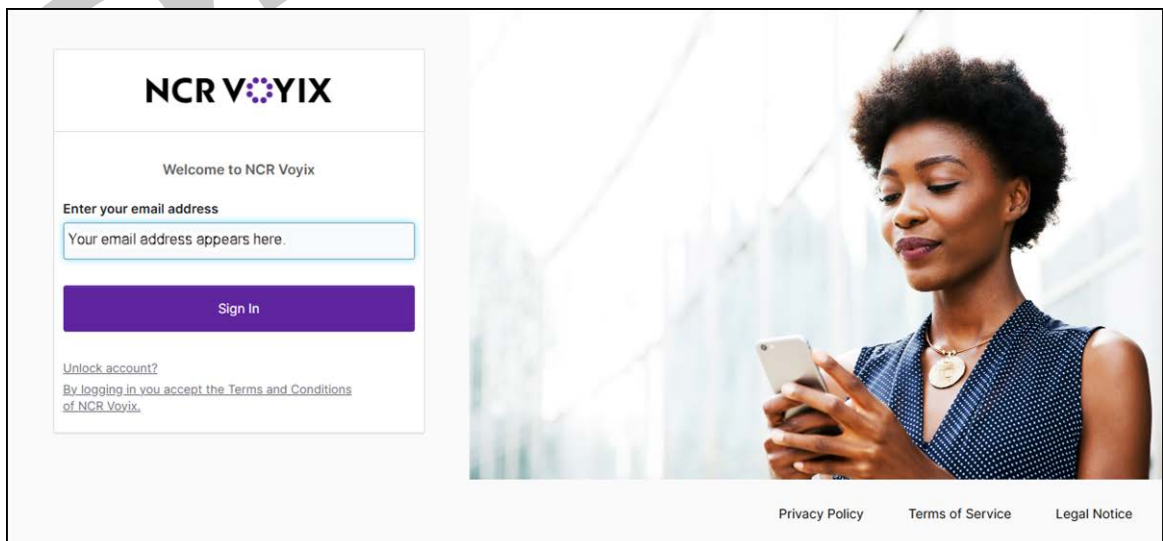 NCR VOYIX
Welcome to NCR Voyix
Enter your email address
Your email address appears here.
Sign In
Unlock account?
By logging in you accept the Terms and Conditions
of NCR Voyix.
Privacy Policy Terms of Service Legal Notice